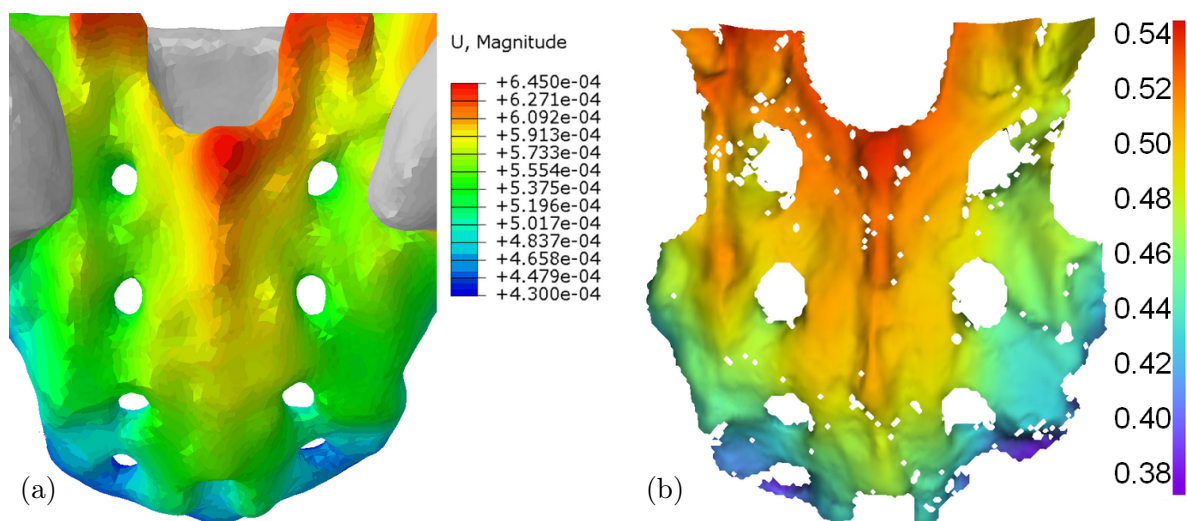 U, Magnitude
+6.450e-04
+6.271e-04
+6.092e-04
+5.913e-04
+5.733e-04
+5.554e-04
+5.375e-04
+5.196e-04
+5.017e-04
+4.837e-04
+4.658e-04
+4.479e-04
+4.300e-04
(a)
0.54
0.52
0.50
0.48
0.46
0.44
0.42
0.40
0.38
(b)